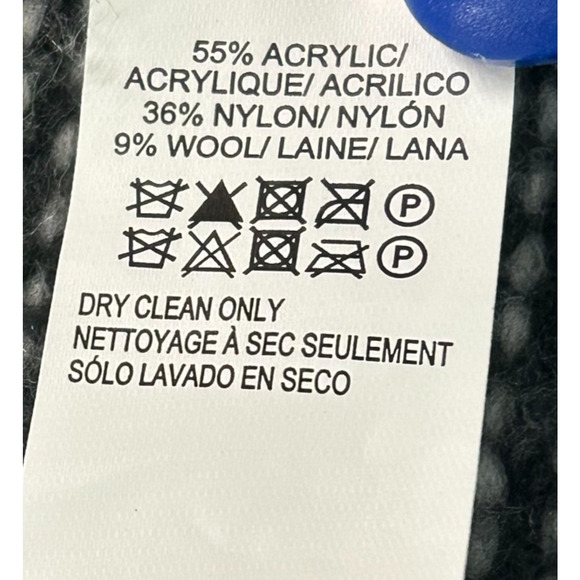 55% ACRYLIC/
ACRYLIQUE/ ACRILICO
36% NYLON/ NYLÓN
9% WOOL/ LAINE/ LANA
P
P
DRY CLEAN ONLY
NETTOYAGE À SEC SEULEMENT
SÓLO LAVADO EN SECO